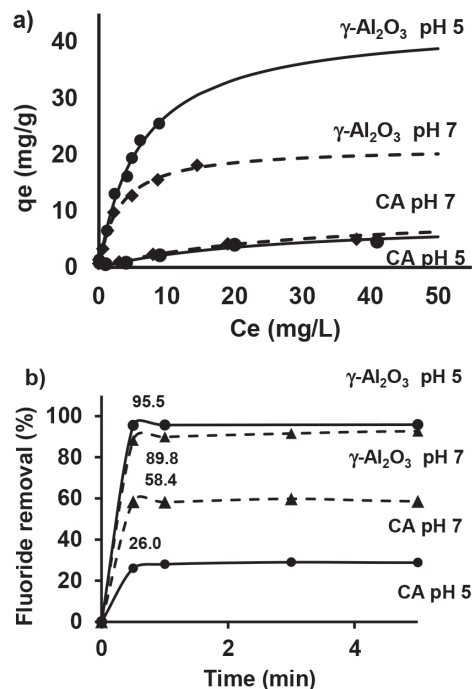 a)
γ-Al₂O₃ pH 5
40
30
γ-Al₂O₃ pH 7
qe (mg/g)
20
10
CA pH 7
0
CA pH 5
0 10 20 30 40 50
Ce (mg/L)
b)
γ-Al₂O₃ pH 5
95.5
100
80
89.8
γ-Al₂O₃ pH 7
58.4
60
Fluoride removal (%)
40
CA pH 7
26.0
20
CA pH 5
0
0 2 4
Time (min)